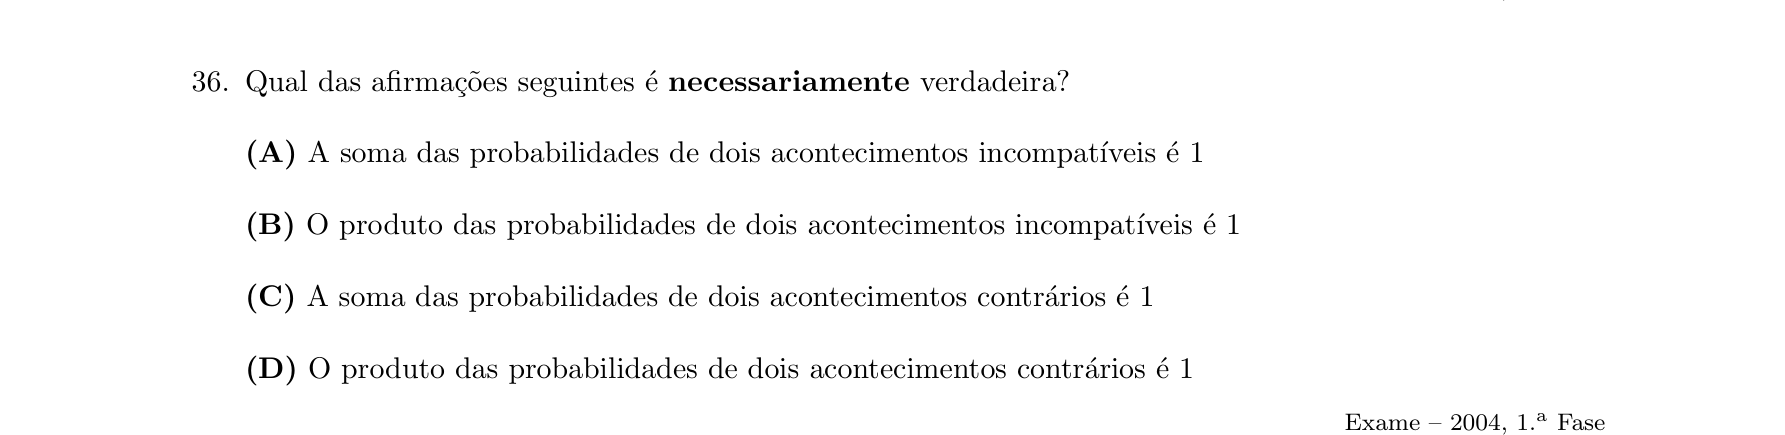 36. Qual das afirmações seguintes é necessariamente verdadeira?
(A) A soma das probabilidades de dois acontecimentos incompatíveis é 1
(B) O produto das probabilidades de dois acontecimentos incompatíveis é 1
(C) A soma das probabilidades de dois acontecimentos contrários é 1
(D) O produto das probabilidades de dois acontecimentos contrários é 1
Exame – 2004, 1.ª Fase